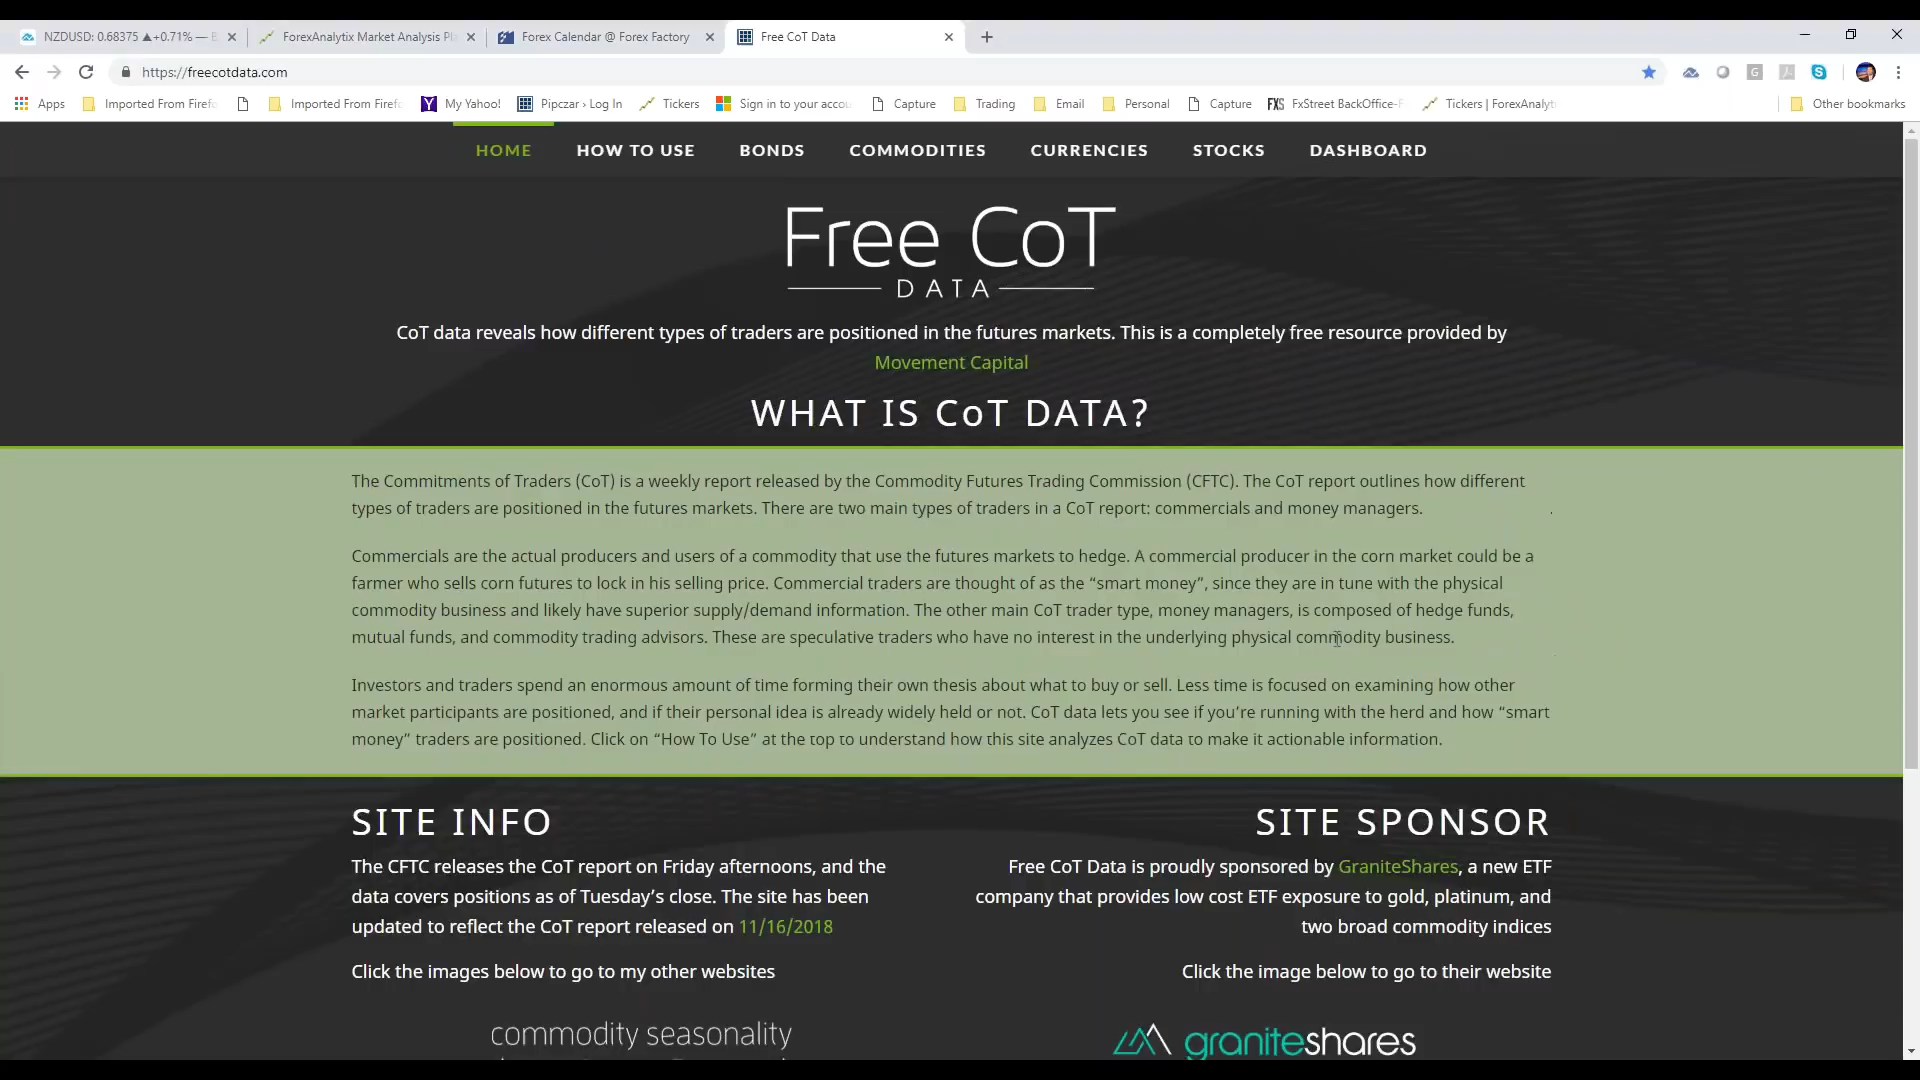 NZDUSD: 0.68375 ▲+0.71% —
ForexAnalytix Market Analysis
Forex Calendar @ Forex Factory
Free CoT Data
https://freecotdata.com
Apps
Imported From Firefo
Imported From Firefo
My Yahoo!
Pipczar › Log In
Tickers
Sign in to your accou
Capture
Trading
Email
Personal
Capture
FXS FxStreet BackOffice-F
Tickers | ForexAnalyti
Other bookmarks
HOME
HOW TO USE
BONDS
COMMODITIES
CURRENCIES
STOCKS
DASHBOARD
Free CoT
DATA
CoT data reveals how different types of traders are positioned in the futures markets. This is a completely free resource provided by
Movement Capital
WHAT IS CoT DATA?
The Commitments of Traders (CoT) is a weekly report released by the Commodity Futures Trading Commission (CFTC). The CoT report outlines how different
types of traders are positioned in the futures markets. There are two main types of traders in a CoT report: commercials and money managers.
Commercials are the actual producers and users of a commodity that use the futures markets to hedge. A commercial producer in the corn market could be a
farmer who sells corn futures to lock in his selling price. Commercial traders are thought of as the “smart money”, since they are in tune with the physical
commodity business and likely have superior supply/demand information. The other main CoT trader type, money managers, is composed of hedge funds,
mutual funds, and commodity trading advisors. These are speculative traders who have no interest in the underlying physical commodity business.
Investors and traders spend an enormous amount of time forming their own thesis about what to buy or sell. Less time is focused on examining how other
market participants are positioned, and if their personal idea is already widely held or not. CoT data lets you see if you’re running with the herd and how “smart
money” traders are positioned. Click on “How To Use” at the top to understand how this site analyzes CoT data to make it actionable information.
SITE INFO
The CFTC releases the CoT report on Friday afternoons, and the
data covers positions as of Tuesday’s close. The site has been
updated to reflect the CoT report released on 11/16/2018
Click the images below to go to my other websites
commodity seasonality
SITE SPONSOR
Free CoT Data is proudly sponsored by GraniteShares, a new ETF
company that provides low cost ETF exposure to gold, platinum, and
two broad commodity indices
Click the image below to go to their website
graniteshares